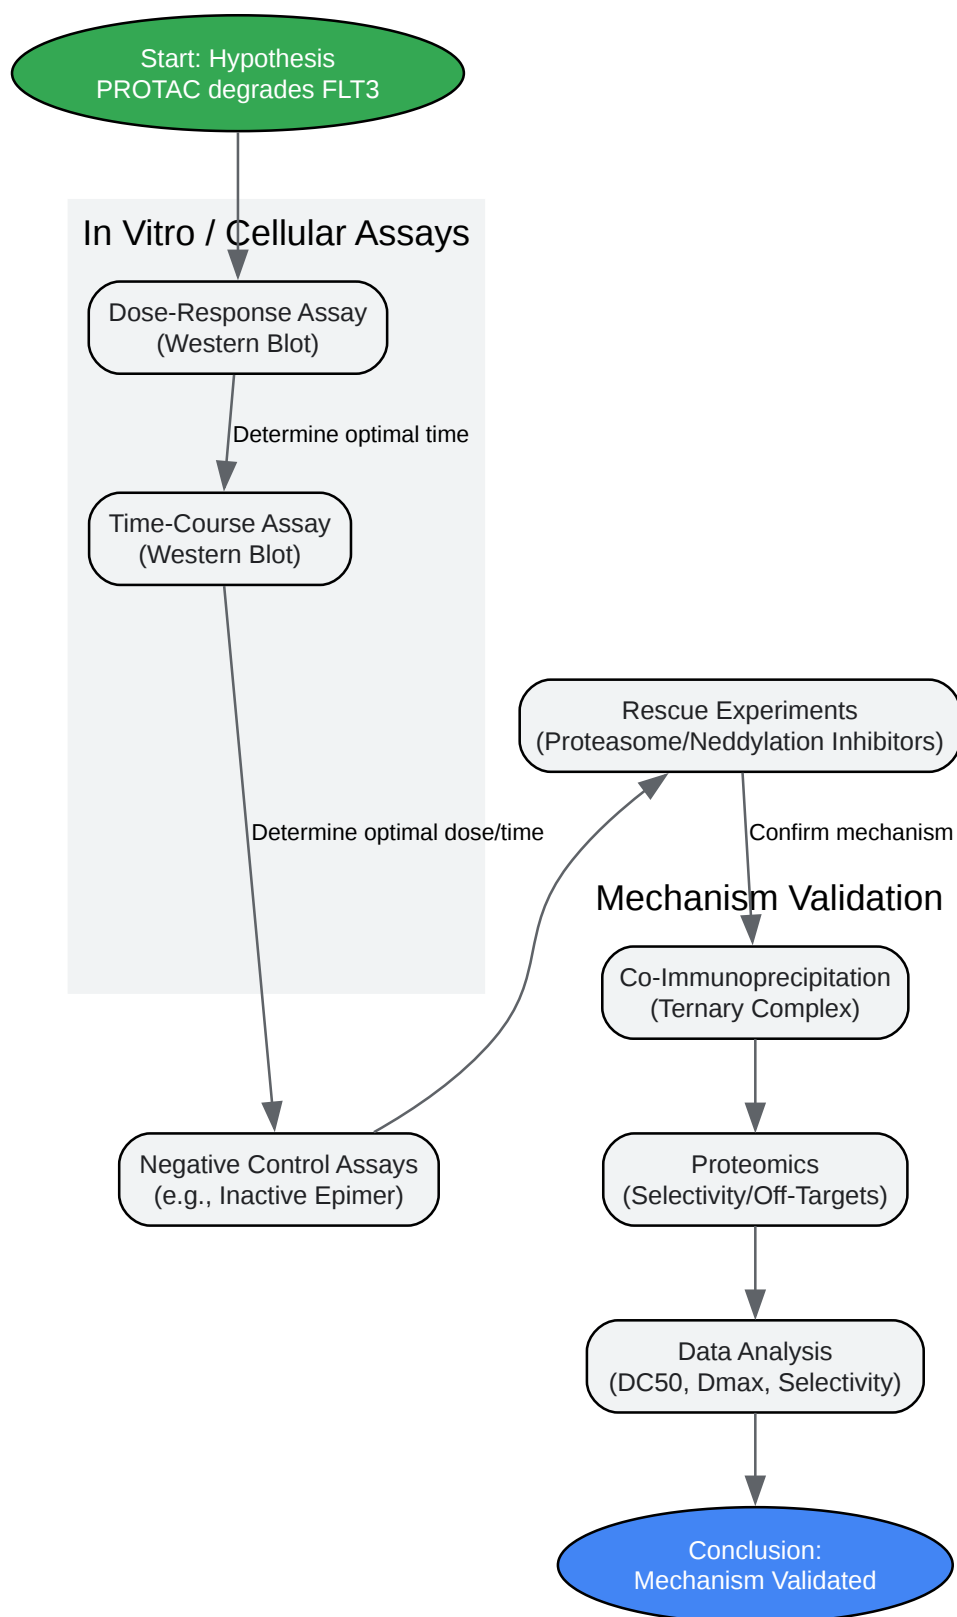 Start: Hypothesis
PROTAC degrades FLT3
In Vitro / Cellular Assays
Dose-Response Assay
(Western Blot)
Determine optimal time
Time-Course Assay
(Western Blot)
Determine optimal dose/time
Negative Control Assays
(e.g., Inactive Epimer)
Rescue Experiments
(Proteasome/Neddylation Inhibitors)
Confirm mechanism
Mechanism Validation
Co-Immunoprecipitation
(Ternary Complex)
Proteomics
(Selectivity/Off-Targets)
Data Analysis
(DC50, Dmax, Selectivity)
Conclusion:
Mechanism Validated